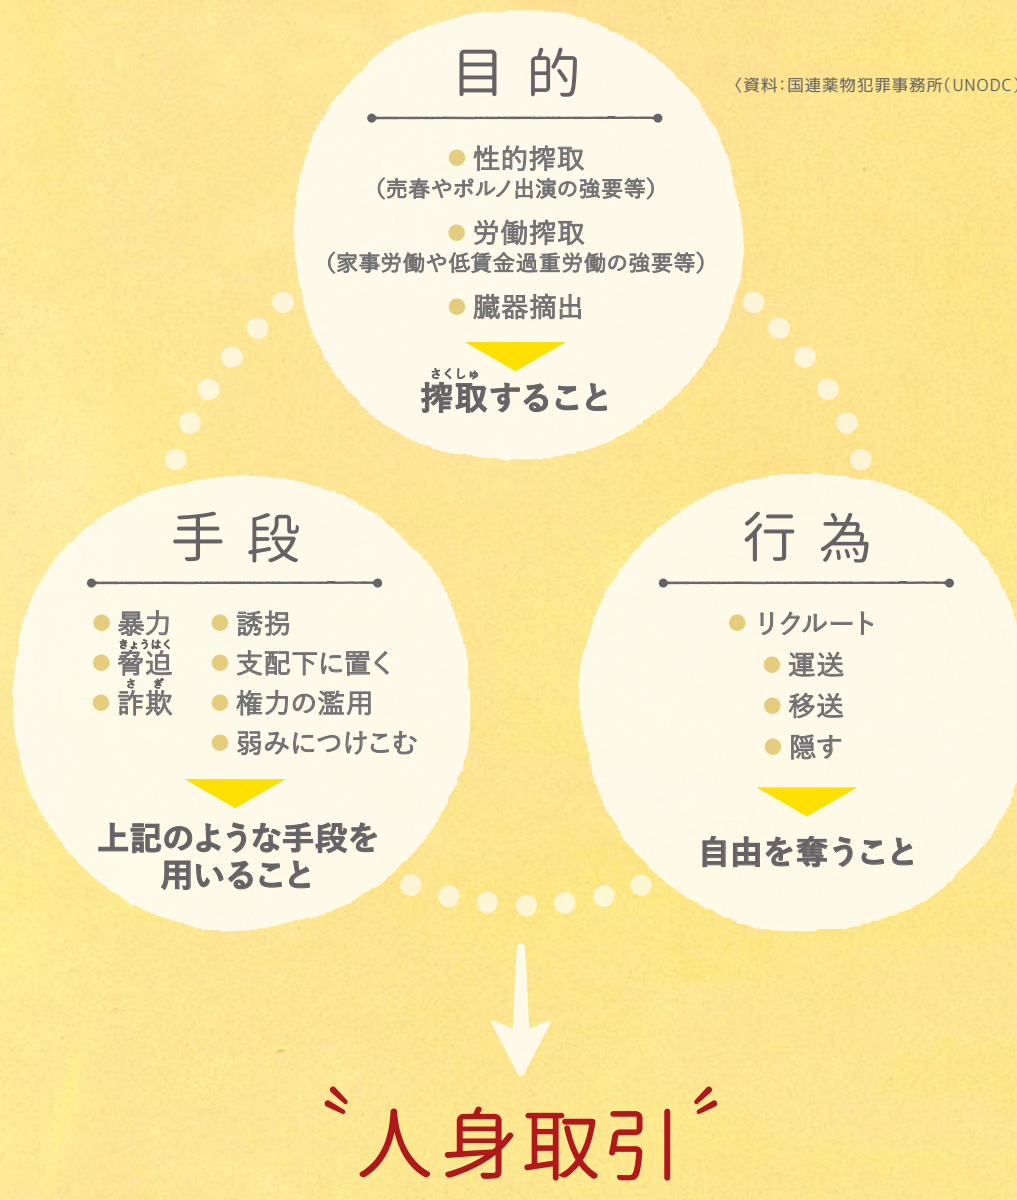 目的
〈資料：国連薬物犯罪事務所（UNODC）
●性的搾取
（売春やポルノ出演の強要等）
●労働搾取
（家事労働や低賃金過重労働の強要等）
●臓器摘出
さくしゅ
搾取すること
手段
●暴力
きょうはく
●脅迫
さぎ
●詐欺
●誘拐
●支配下に置く
●権力の濫用
●弱みにつけこむ
上記のような手段を
用いること
行為
●リクルート
●運送
●移送
●隠す
自由を奪うこと
人身取引